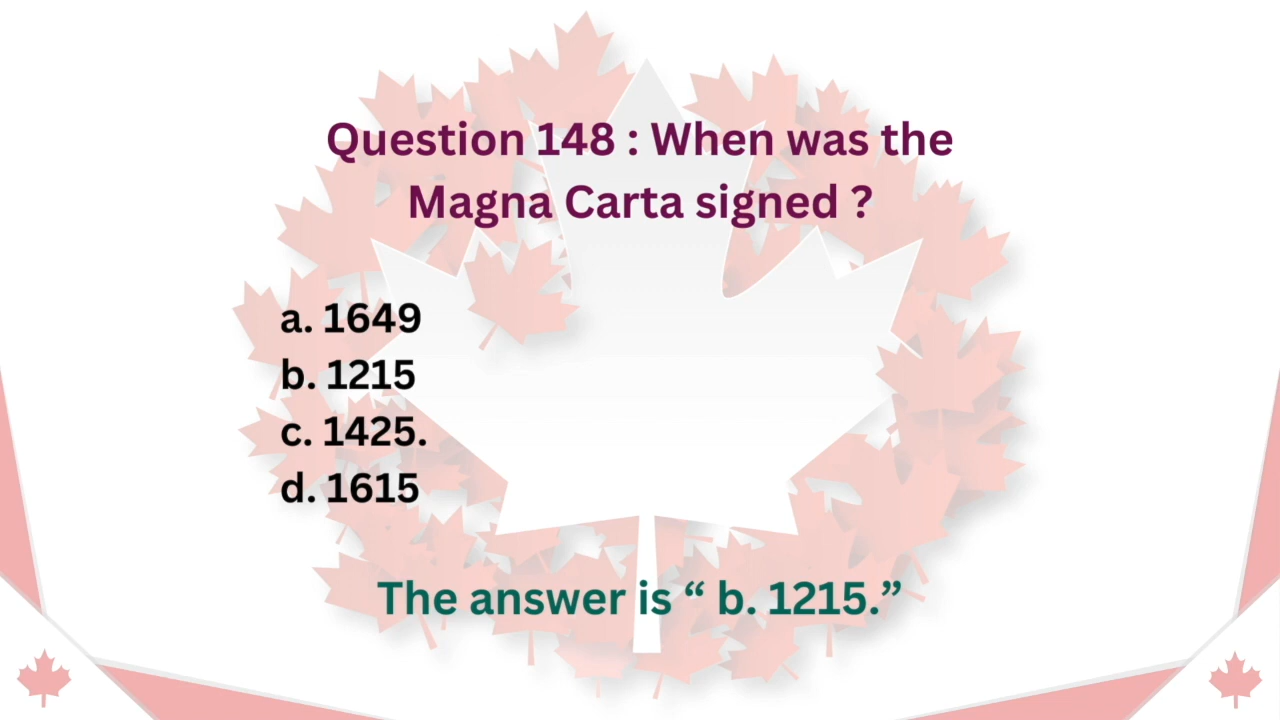 Question 148 : When was the
Magna Carta signed ?
a. 1649
b. 1215
c. 1425.
d. 1615
The answer is “ b. 1215.”